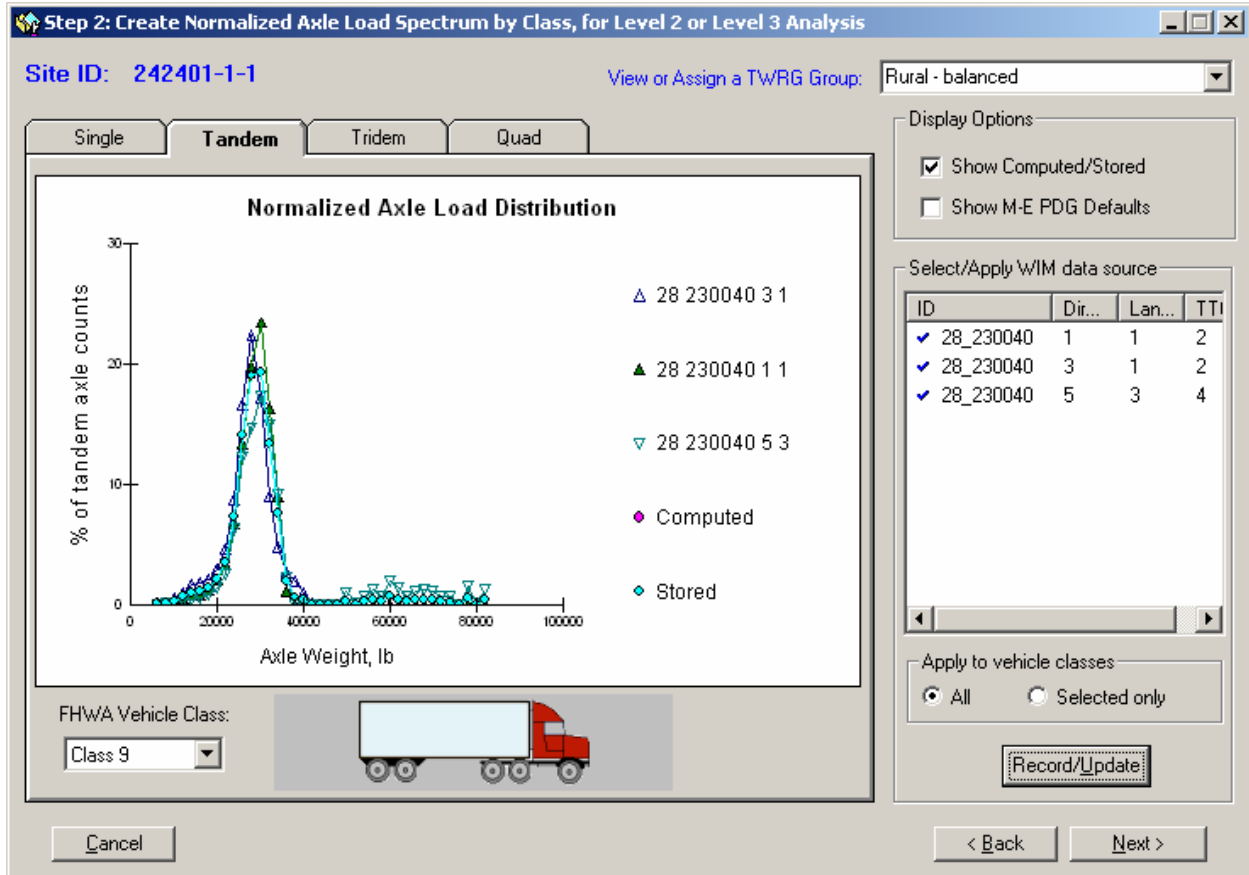 Step 2: Create Normalized Axle Load Spectrum by Class, for Level 2 or Level 3 Analysis
Site ID: 242401-1-1
View or Assign a TWRG Group:
Rural - balanced
Single
Tandem
Tridem
Quad
Normalized Axle Load Distribution
% of tandem axle counts
30
20
10
0
0 20000 40000 60000 80000 100000
Axle Weight, lb
28 230040 3 1
28 230040 1 1
28 230040 5 3
Computed
Stored
FHWA Vehicle Class:
Class 9
Display Options
Show Computed/Stored
Show M-E PDG Defaults
Select/Apply WIM data source
ID Dir... Lan...
28_230040 1 1 2
28_230040 3 1 2
28_230040 5 3 4
Apply to vehicle classes
All Selected only
Record/Update
Cancel
< Back
Next >